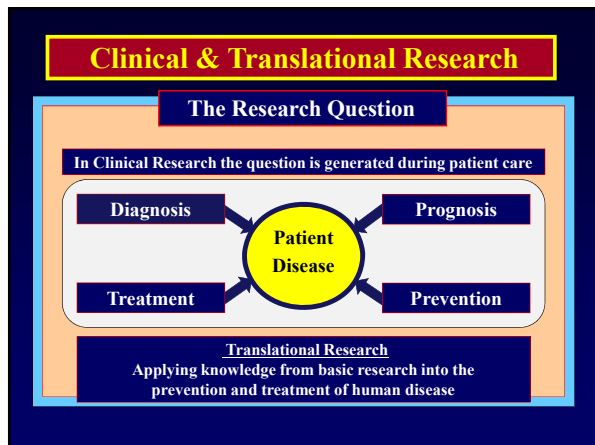 Clinical & Translational Research
The Research Question
In Clinical Research the question is generated during patient care
Diagnosis
Prognosis
Patient
Disease
Treatment
Prevention
Translational Research
Applying knowledge from basic research into the
prevention and treatment of human disease